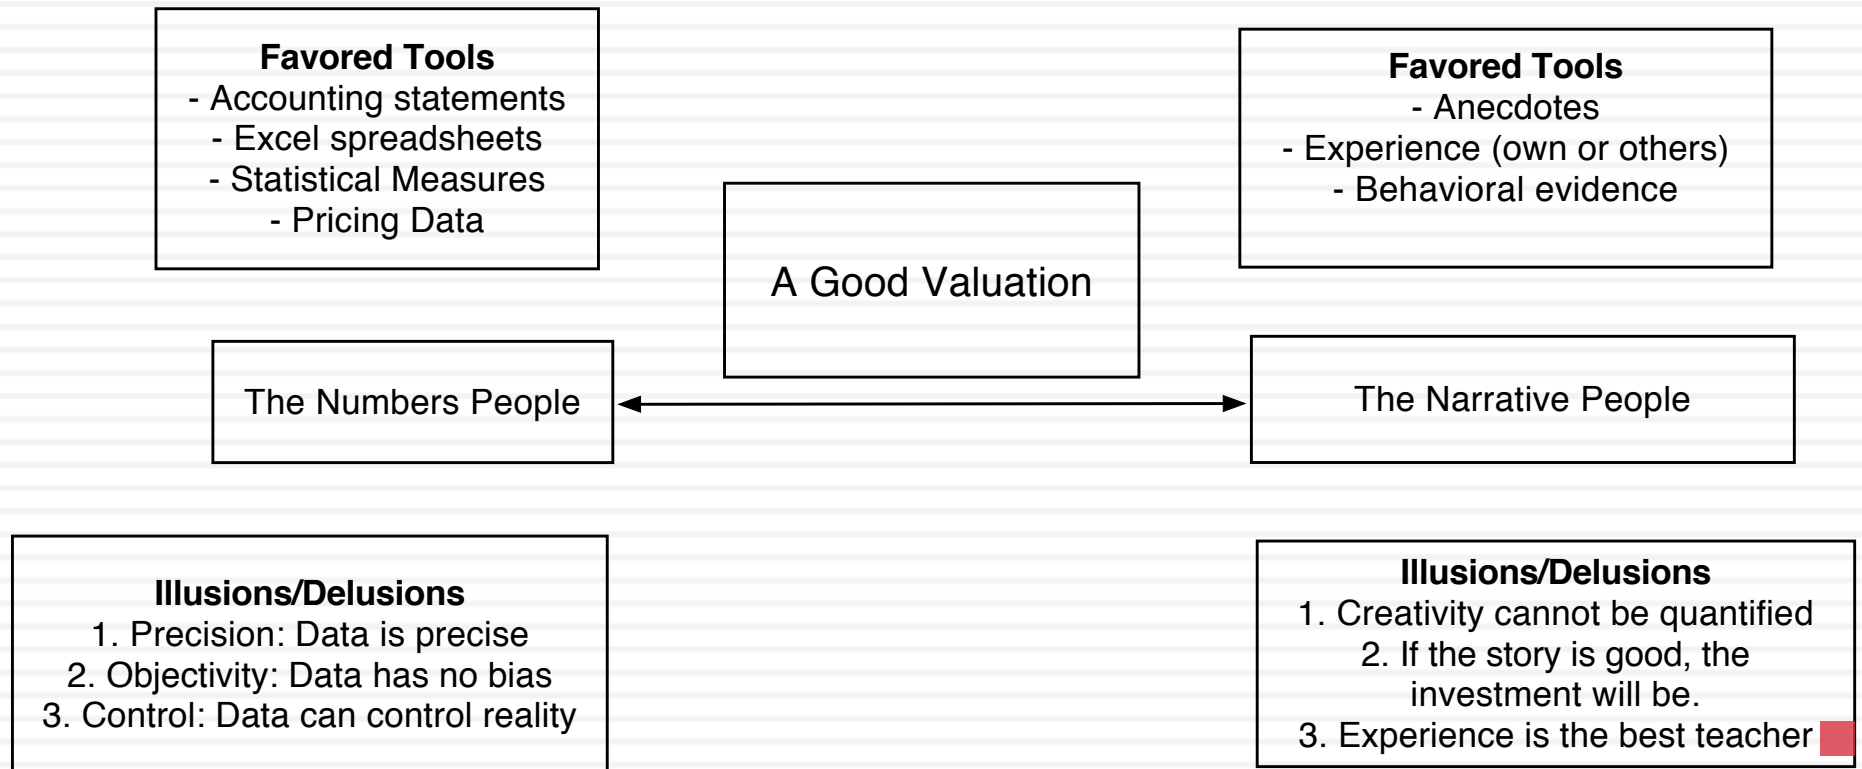 Favored Tools
- Accounting statements
- Excel spreadsheets
- Statistical Measures
- Pricing Data
Favored Tools
- Anecdotes
- Experience (own or others)
- Behavioral evidence
A Good Valuation
The Numbers People
The Narrative People
Illusions/Delusions
1. Precision: Data is precise
2. Objectivity: Data has no bias
3. Control: Data can control reality
Illusions/Delusions
1. Creativity cannot be quantified
2. If the story is good, the
investment will be.
3. Experience is the best teacher